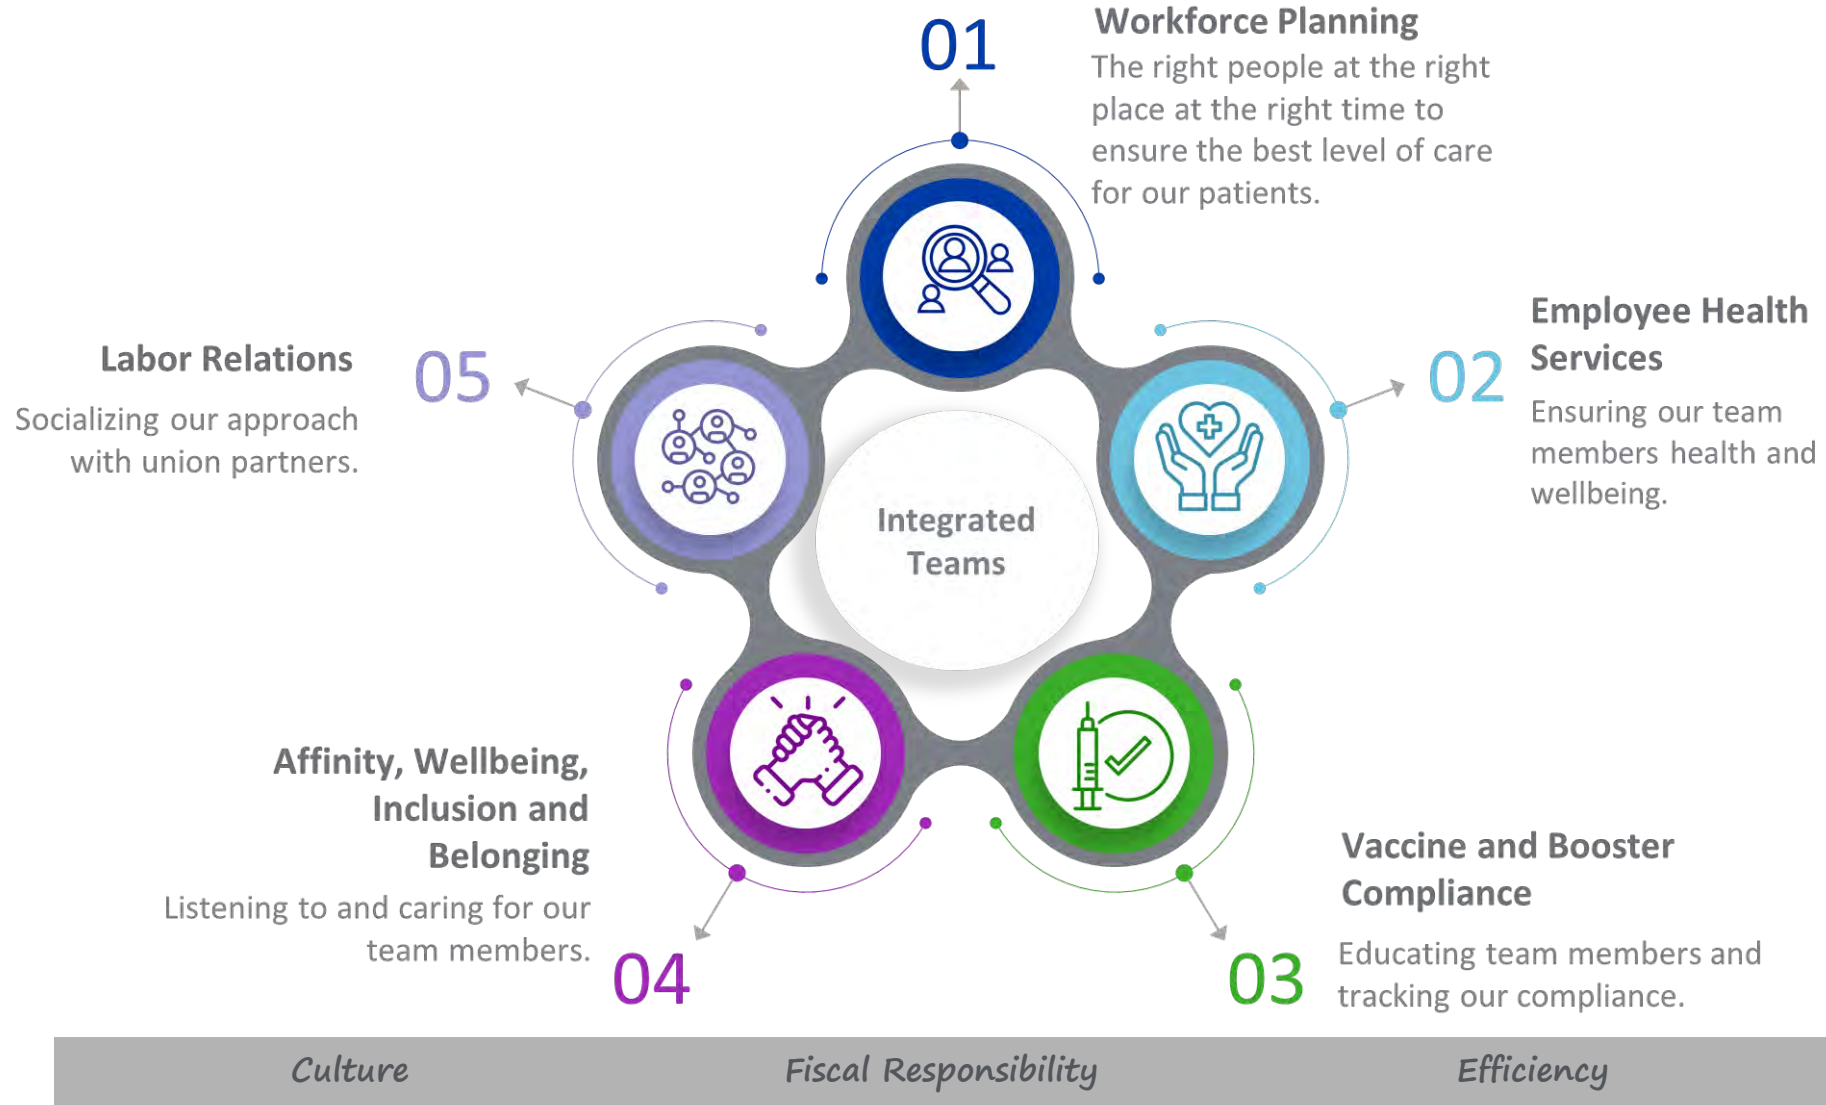 01
Workforce Planning
The right people at the right
place at the right time to
ensure the best level of care
for our patients.
02
Employee Health
Services
Ensuring our team
members health and
wellbeing.
Labor Relations
05
Socializing our approach
with union partners.
Integrated
Teams
Affinity, Wellbeing,
Inclusion and
Belonging
Listening to and caring for our
team members.
04
Vaccine and Booster
Compliance
03
Educating team members and
tracking our compliance.
Culture
Fiscal Responsibility
Efficiency